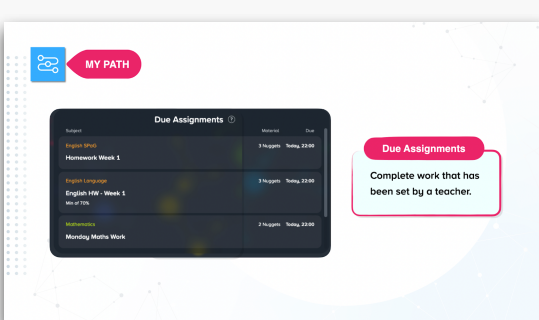 MY PATH
Due Assignments ?
Subject Material Due
English SPaG 3 Nuggets Today, 22:00
Homework Week 1
English Language 3 Nuggets Today, 22:00
English HW - Week 1
Min of 70%
Mathematics 2 Nuggets Today, 22:00
Monday Maths Work
Due Assignments
Complete work that has
been set by a teacher.